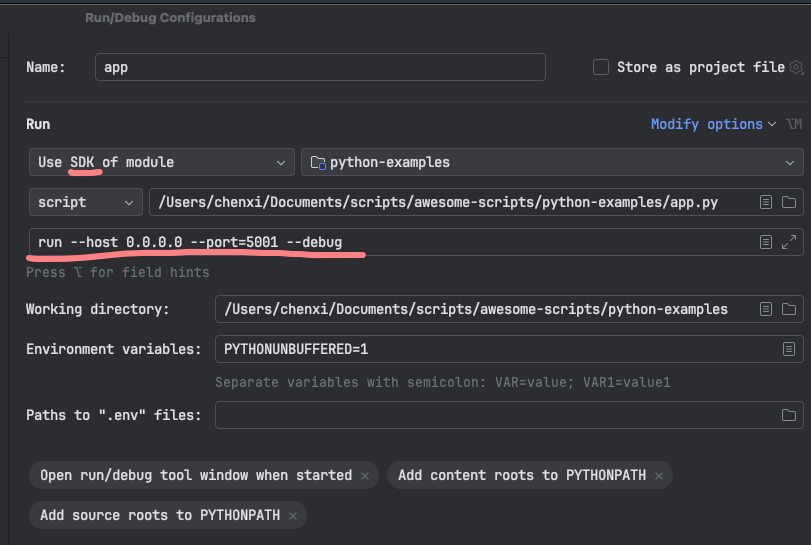 Run/Debug Configurations
Name: app Store as project file
Run Modify options ⌥M
Use SDK of module python-examples
script /Users/chenxi/Documents/scripts/awesome-scripts/python-examples/app.py
run --host 0.0.0.0 --port=5001 --debug
Press ⌥ for field hints
Working directory: /Users/chenxi/Documents/scripts/awesome-scripts/python-examples
Environment variables: PYTHONUNBUFFERED=1
Separate variables with semicolon: VAR=value; VAR1=value1
Paths to ".env" files:
Open run/debug tool window when started × Add content roots to PYTHONPATH ×
Add source roots to PYTHONPATH ×